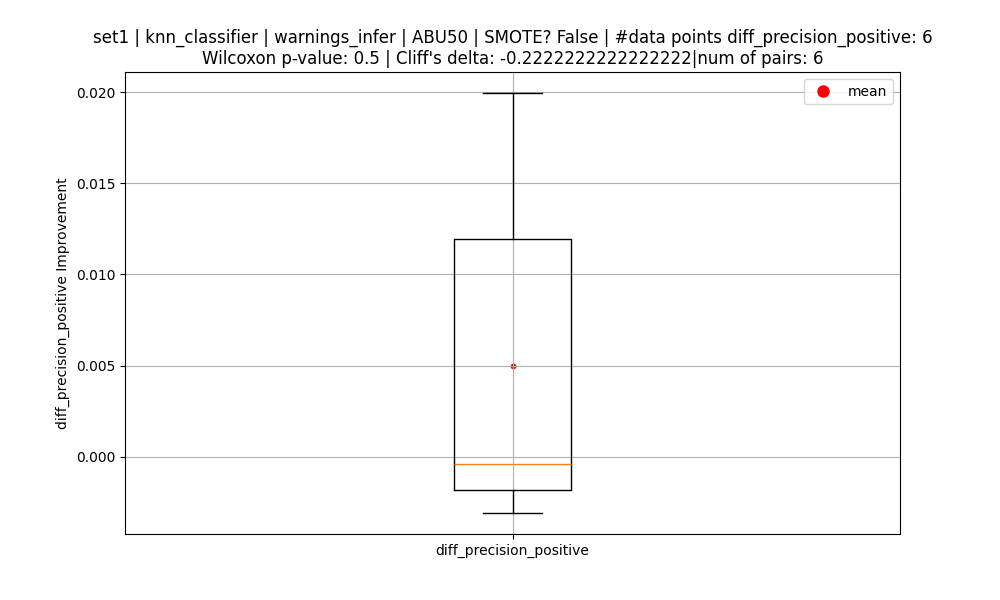 set1 | knn_classifier | warnings_infer | ABU50 | SMOTE? False | #data points diff_precision_positive: 6
Wilcoxon p-value: 0.5 | Cliff's delta: -0.2222222222222222|num of pairs: 6
mean
0.020
0.015
0.010
0.005
0.000
diff_precision_positive Improvement
diff_precision_positive